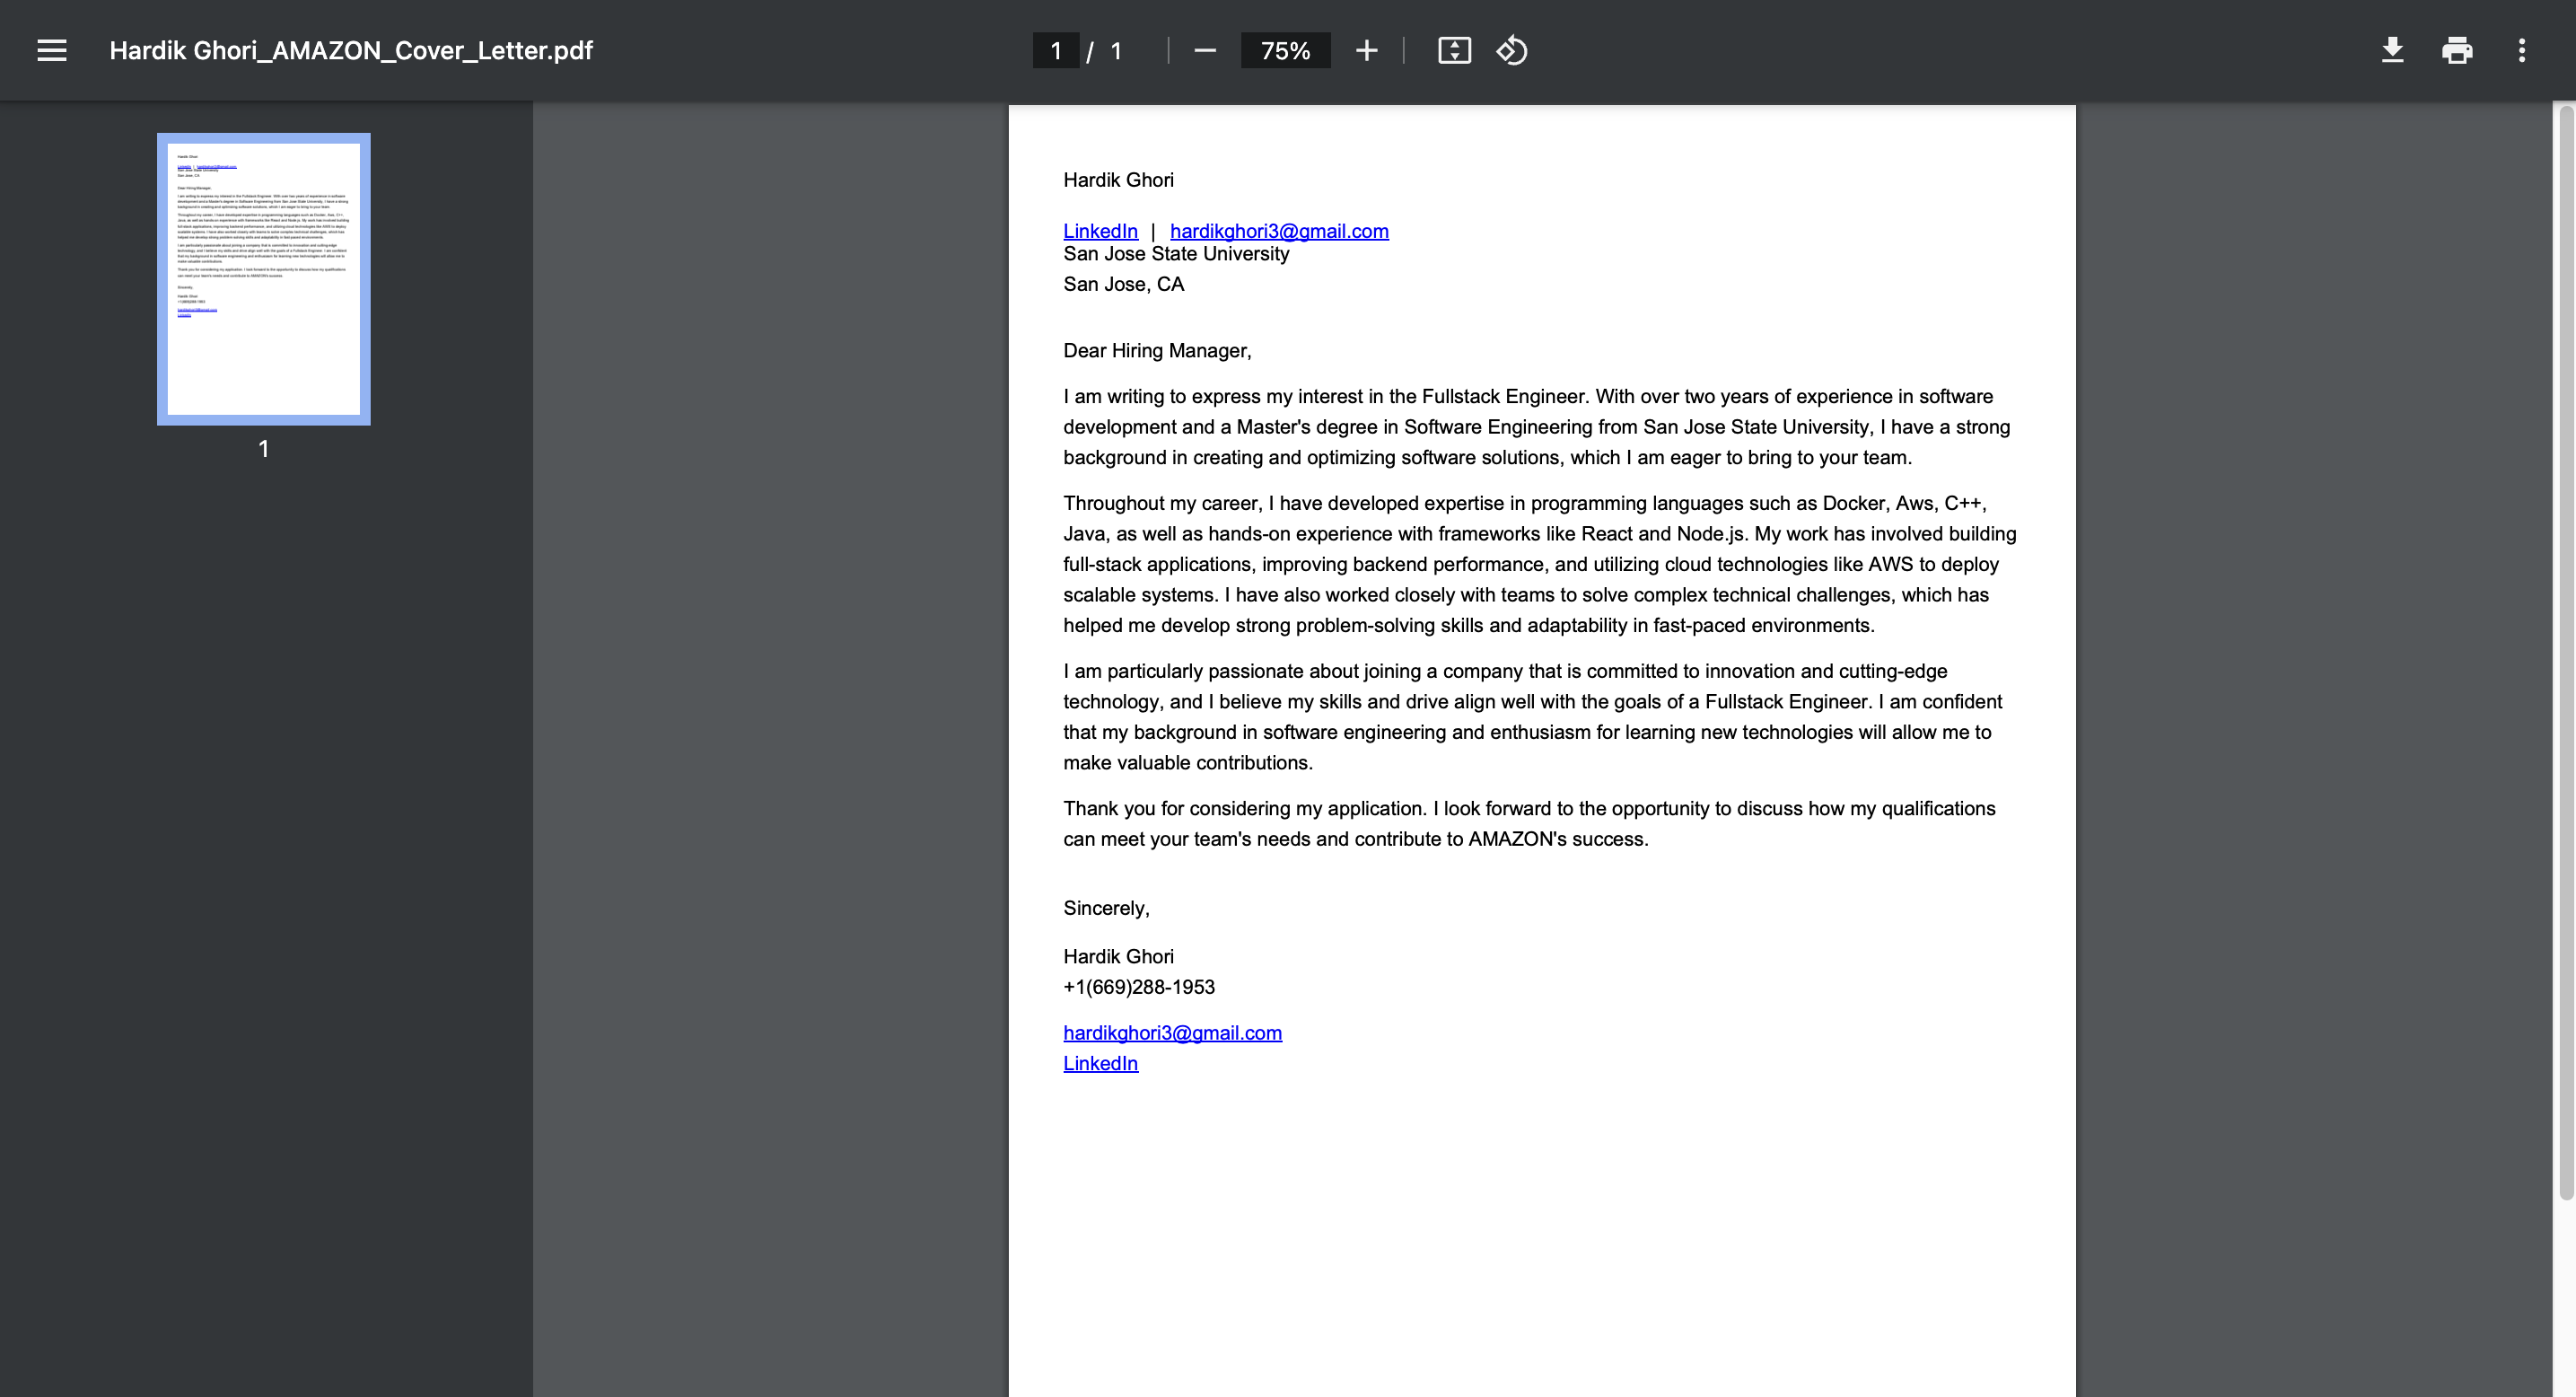 Hardik Ghori_AMAZON_Cover_Letter.pdf
1 / 1
75%
1
Hardik Ghori
LinkedIn | hardikghori3@gmail.com
San Jose State University
San Jose, CA
Dear Hiring Manager,
I am writing to express my interest in the Fullstack Engineer. With over two years of experience in software
development and a Master's degree in Software Engineering from San Jose State University, I have a strong
background in creating and optimizing software solutions, which I am eager to bring to your team.
Throughout my career, I have developed expertise in programming languages such as Docker, Aws, C++,
Java, as well as hands-on experience with frameworks like React and Node.js. My work has involved building
full-stack applications, improving backend performance, and utilizing cloud technologies like AWS to deploy
scalable systems. I have also worked closely with teams to solve complex technical challenges, which has
helped me develop strong problem-solving skills and adaptability in fast-paced environments.
I am particularly passionate about joining a company that is committed to innovation and cutting-edge
technology, and I believe my skills and drive align well with the goals of a Fullstack Engineer. I am confident
that my background in software engineering and enthusiasm for learning new technologies will allow me to
make valuable contributions.
Thank you for considering my application. I look forward to the opportunity to discuss how my qualifications
can meet your team's needs and contribute to AMAZON's success.
Sincerely,
Hardik Ghori
+1(669)288-1953
hardikghori3@gmail.com
LinkedIn